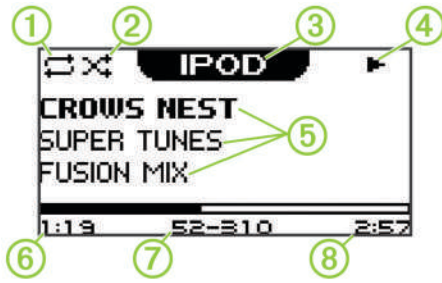 1 2 3 4
IPOD
CROWS NEST
SUPER TUNES 5
FUSION MIX
1:19 52-310 2:57
6 7 8